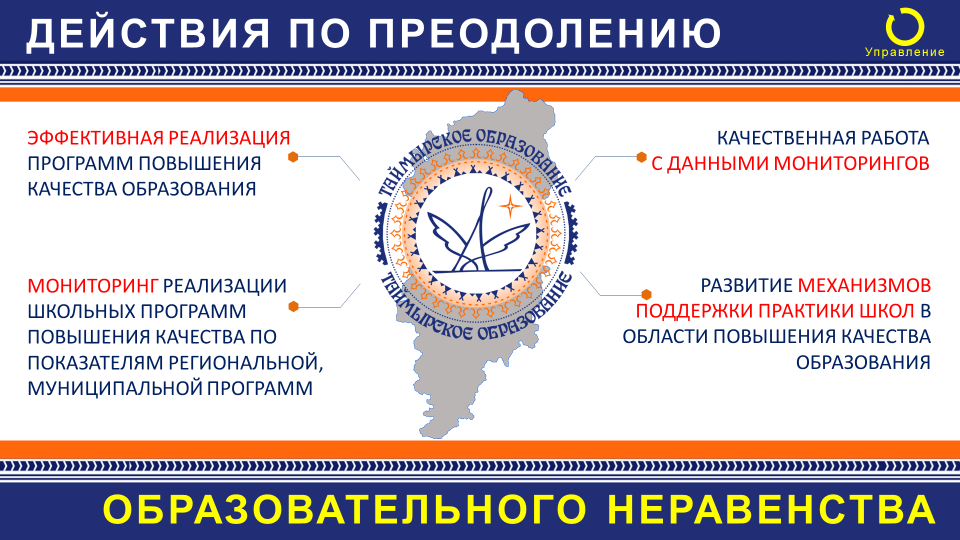 ДЕЙСТВИЯ ПО ПРЕОДОЛЕНИЮ
Управление
ЭФФЕКТИВНАЯ РЕАЛИЗАЦИЯ
ПРОГРАММ ПОВЫШЕНИЯ
КАЧЕСТВА ОБРАЗОВАНИЯ
КАЧЕСТВЕННАЯ РАБОТА
С ДАННЫМИ МОНИТОРИНГОВ
ТАЙМЫРСКОЕ ОБРАЗОВАНИЕ
ТАЙМЫРСКОЕ ОБРАЗОВАНИЕ
МОНИТОРИНГ РЕАЛИЗАЦИИ
ШКОЛЬНЫХ ПРОГРАММ
ПОВЫШЕНИЯ КАЧЕСТВА ПО
ПОКАЗАТЕЛЯМ РЕГИОНАЛЬНОЙ,
МУНИЦИПАЛЬНОЙ ПРОГРАММ
РАЗВИТИЕ МЕХАНИЗМОВ
ПОДДЕРЖКИ ПРАКТИКИ ШКОЛ В
ОБЛАСТИ ПОВЫШЕНИЯ КАЧЕСТВА
ОБРАЗОВАНИЯ
ОБРАЗОВАТЕЛЬНОГО НЕРАВЕНСТВА